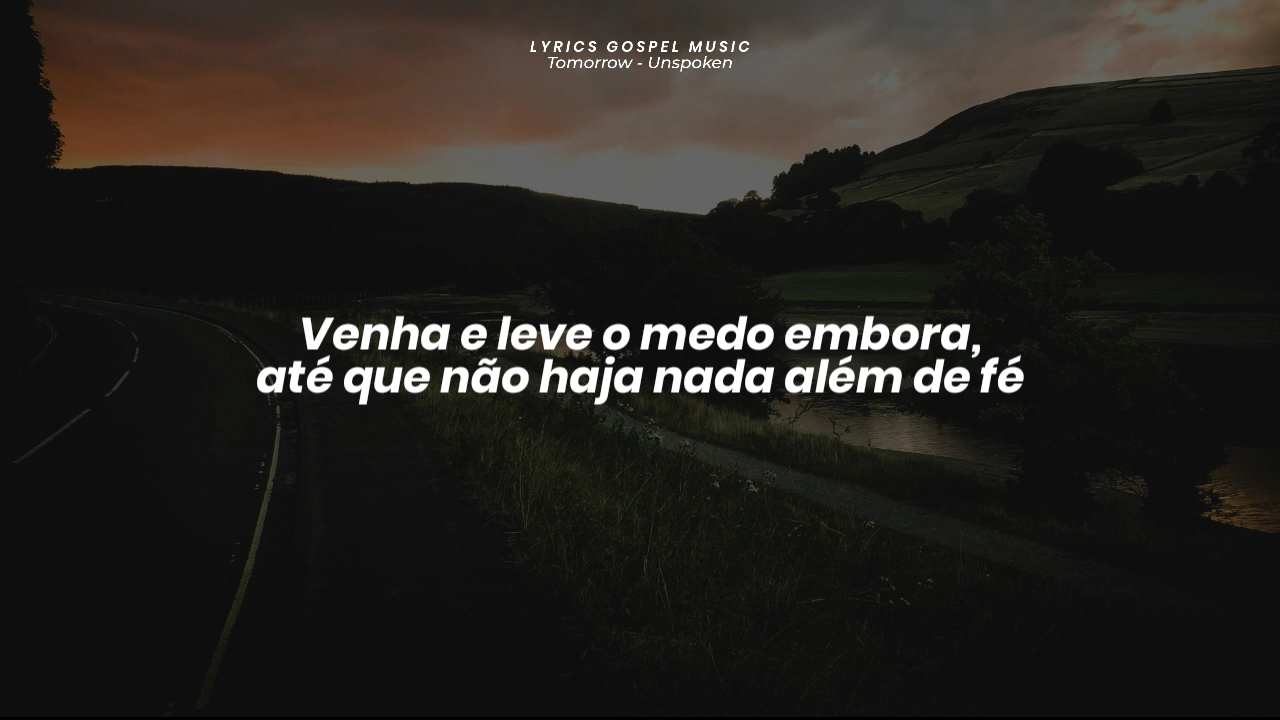 LYRICS GOSPEL MUSIC
Tomorrow - Unspoken
Venha e leve o medo embora,
até que não haja nada além de fé